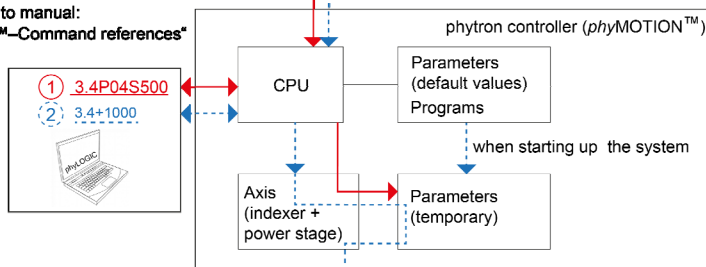 to manual:
™–Command references“
phytron controller (phyMOTION™)
1 3.4P04S500
2 3.4+1000
phyLOGIC
CPU
Parameters
(default values)
Programs
when starting up the system
Axis
(indexer +
power stage)
Parameters
(temporary)